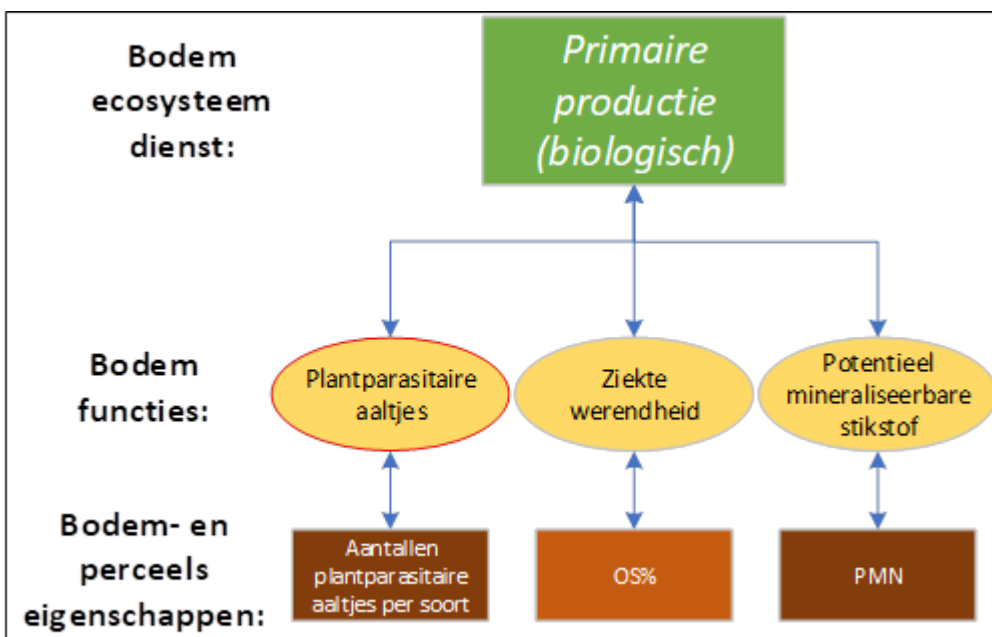 Bodem
ecosysteem
dienst:
Primaire
productie
(biologisch)
Bodem
functies:
Plantparasitaire
aaltjes
Ziekte
werendheid
Potentieel
mineraliseerbare
stikstof
Bodem- en
perceels
eigenschappen:
Aantallen
plantparasitaire
aaltjes per soort
OS%
PMN